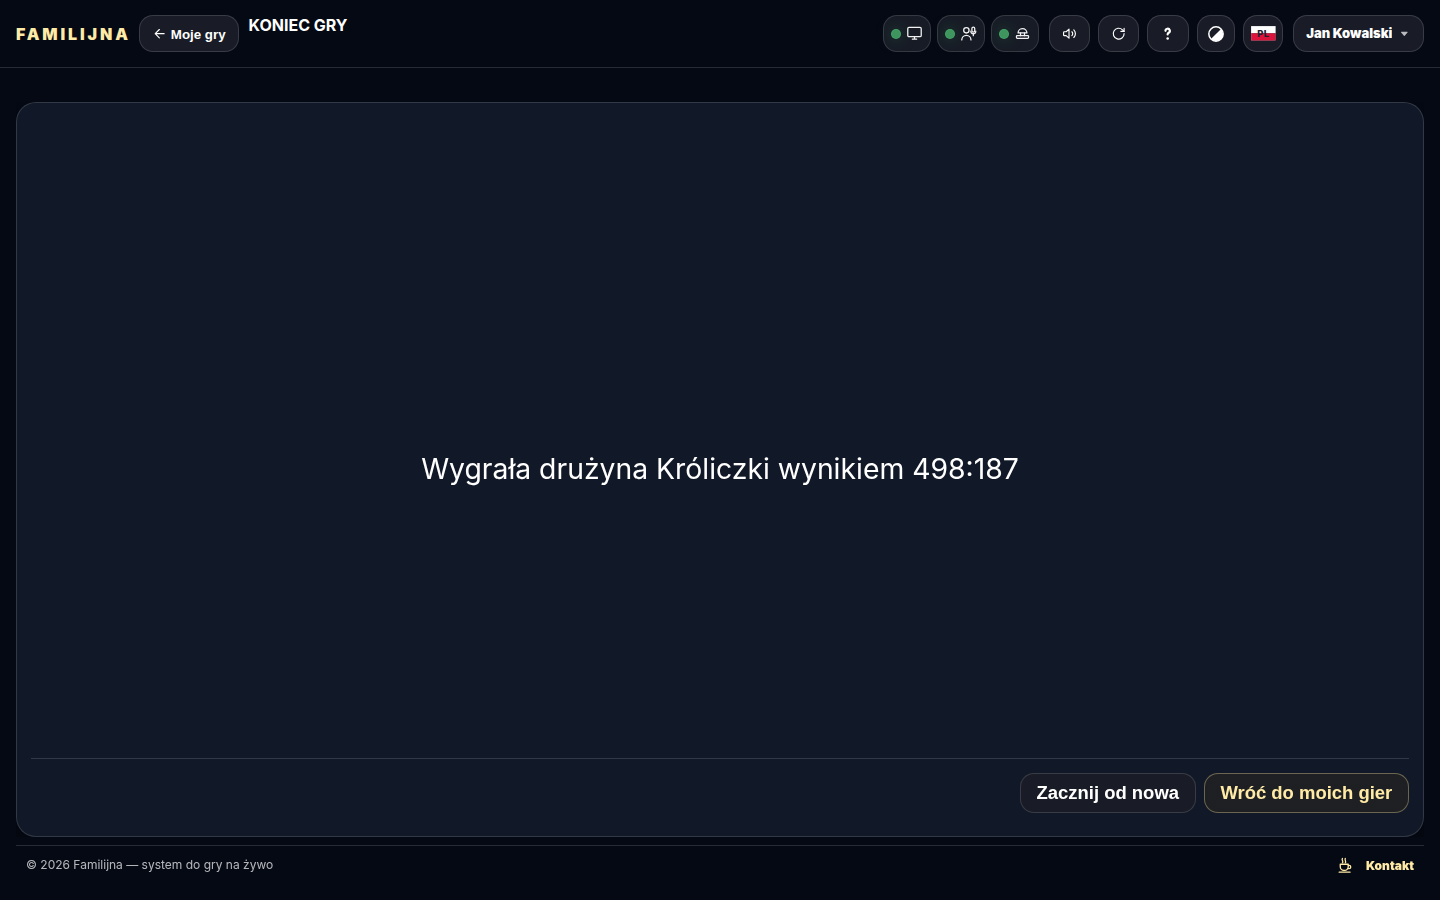 FAMILIJNA
← Moje gry
KONIEC GRY
?
PL
Jan Kowalski
Wygrała drużyna Króliczki wynikiem 498:187
Zacznij od nowa
Wróć do moich gier
© 2026 Familijna — system do gry na żywo
Kontakt